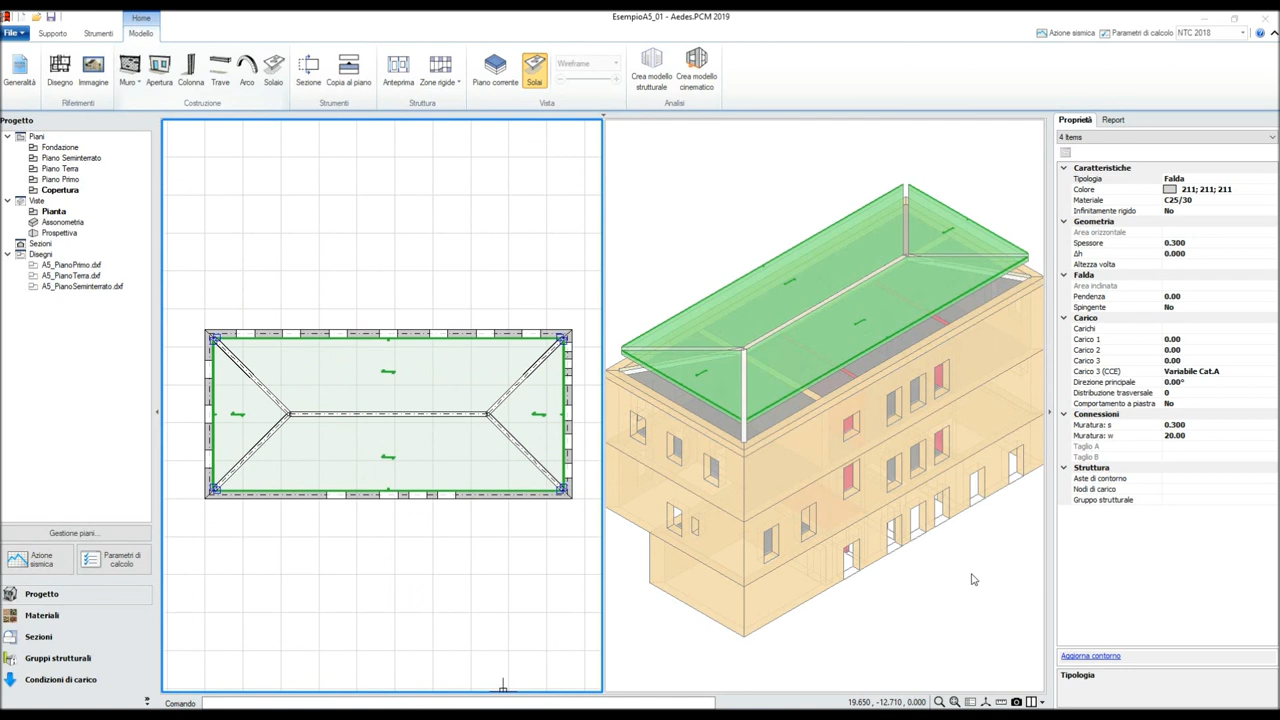 EsempioA5_01 - Aedes.PCM 2019
Home
File
Supporto
Strumenti
Modello
Azione sismica
Parametri di calcolo
NTC 2018
Generalità
Disegno
Immagine
Muro
Apertura
Colonna
Trave
Arco
Solaio
Sezione
Copia al piano
Anteprima
Zone rigide
Piano corrente
Solai
Wireframe
Crea modello strutturale
Crea modello cinematico
Riferimenti
Costruzione
Strumenti
Struttura
Vista
Analisi
Progetto
Piani
Fondazione
Piano Seminterrato
Piano Terra
Piano Primo
Copertura
Viste
Pianta
Assonometria
Prospettiva
Sezioni
Disegni
A5_PianoPrimo.dxf
A5_PianoTerra.dxf
A5_PianoSeminterrato.dxf
Gestione piani...
Azione sismica
Parametri di calcolo
Progetto
Materiali
Sezioni
Gruppi strutturali
Condizioni di carico
Comando
19.650 , -12.710, 0.000
Proprietà
Report
4 Items
Caratteristiche
Tipologia Falda
Colore 211; 211; 211
Materiale C25/30
Infinitamente rigido No
Geometria
Area orizzontale
Spessore 0.300
Δh 0.000
Altezza volta
Falda
Area inclinata
Pendenza 0.00
Spingente No
Carico
Carichi
Carico 1 0.00
Carico 2 0.00
Carico 3 0.00
Carico 3 (CCE) Variabile Cat.A
Direzione principale 0.00°
Distribuzione trasversale 0
Comportamento a piastra No
Connessioni
Muratura: s 0.300
Muratura: w 20.00
Taglio A
Taglio B
Struttura
Aste di contorno
Nodi di carico
Gruppo strutturale
Aggiorna contorno
Tipologia